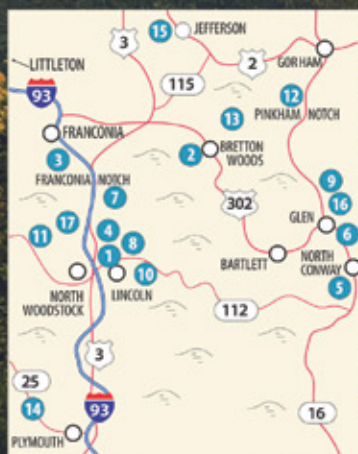 3
15
JEFFERSON
2
GORHAM
LITTLETON
93
115
12
PINKHAM NOTCH
13
FRANCONIA
2
BRETTON
WOODS
3
FRANCONIA NOTCH
7
9
302
16
GLEN
6
17
4
11
8
1
10
BARTLETT
NORTH
CONWAY
5
NORTH
WOODSTOCK
LINCOLN
112
3
25
14
93
16
PLYMOUTH